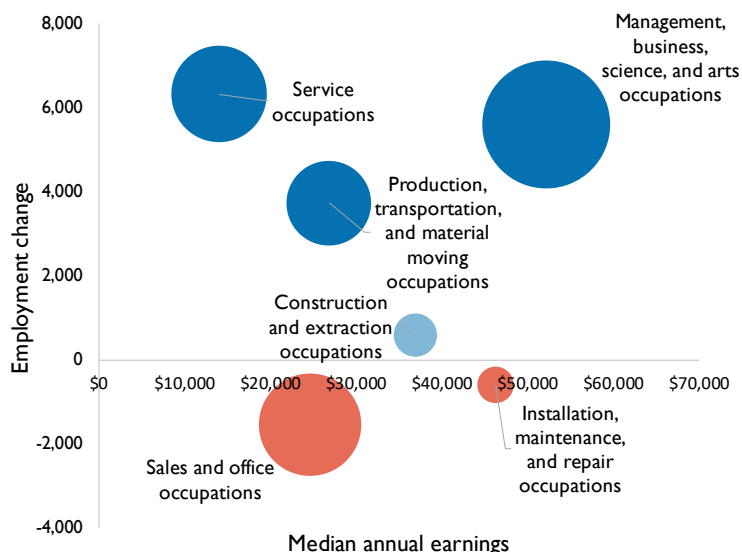 8,000
6,000
4,000
2,000
0
-2,000
-4,000
Employment change
Management,
business,
science, and arts
occupations
Service
occupations
Production,
transportation,
and material
moving
occupations
Construction
and extraction
occupations
$0
$10,000
$20,000
$30,000
$40,000
$50,000
$60,000
$70,000
Installation,
maintenance,
and repair
occupations
Sales and office
occupations
Median annual earnings